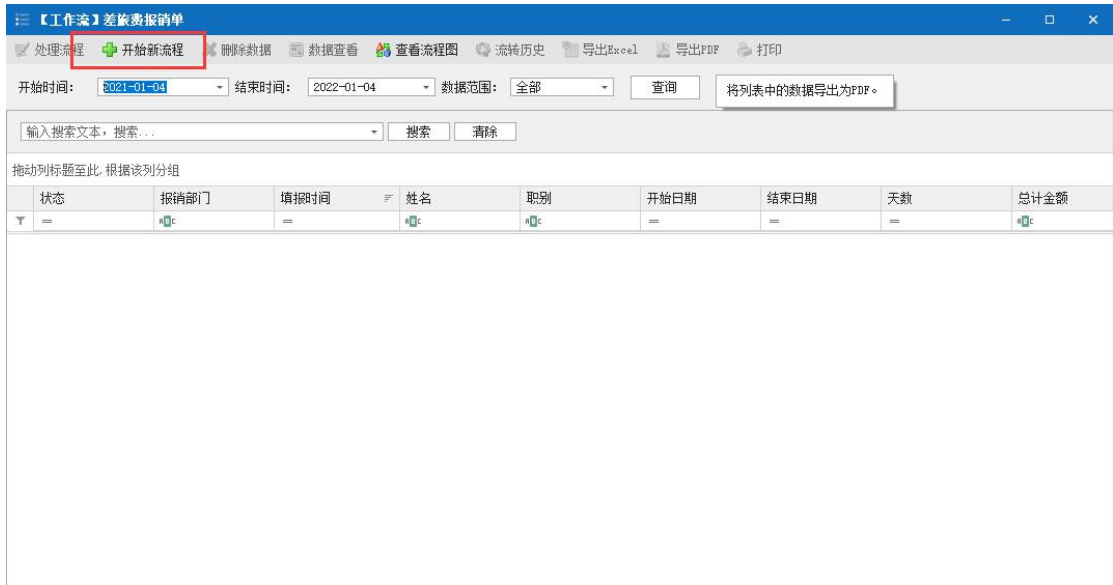 【工作流】差旅费报销单
处理流程 开始新流程 删除数据 数据查看 查看流程图 流转历史 导出Excel 导出PDF 打印
开始时间: 2021-01-04 结束时间: 2022-01-04 数据范围: 全部 查询 将列表中的数据导出为PDF。
输入搜索文本，搜索... 搜索 清除
拖动列标题至此,根据该列分组
状态 报销部门 填报时间 姓名 职别 开始日期 结束日期 天数 总计金额
= ABC = ABC ABC = = = ABC